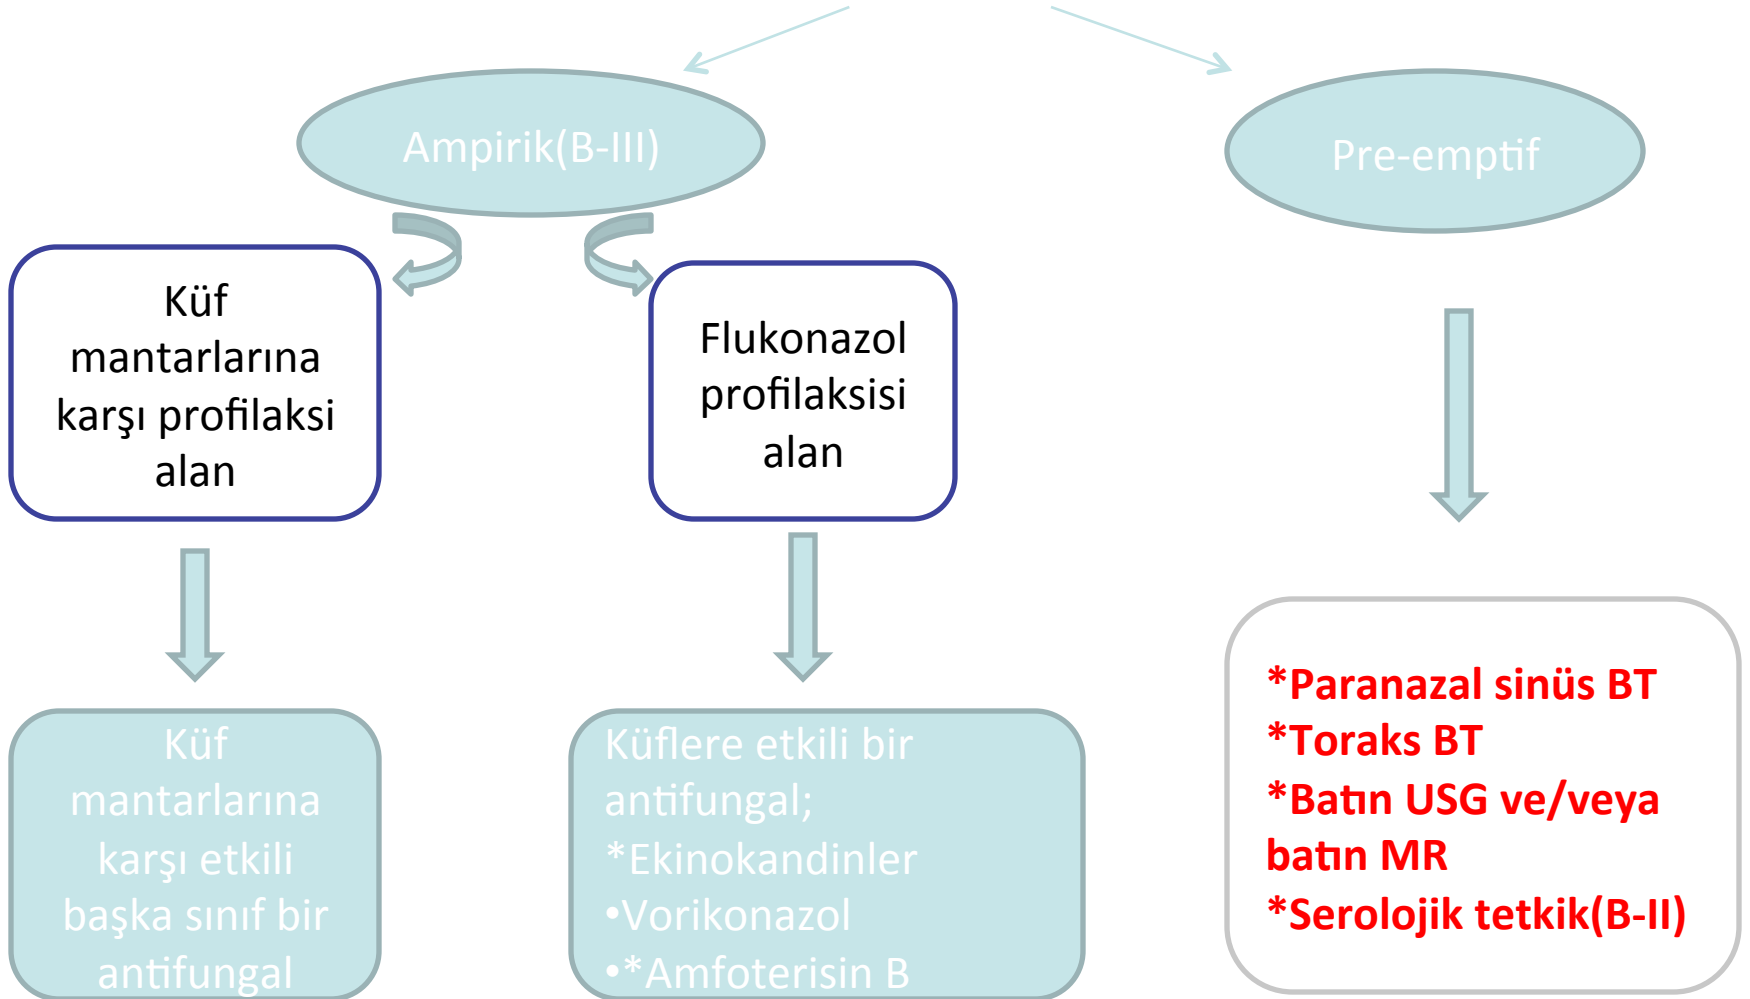 Ampirik(B-III)
Pre-emptif
Küf
mantarlarına
karşı profilaksi
alan
Flukonazol
profilaksisi
alan
Küf
mantarlarına
karşı etkili
başka sınıf bir
antifungal
Küflere etkili bir
antifungal;
*Ekinokandinler
•Vorikonazol
•*Amfoterisin B
*Paranazal sinüs BT
*Toraks BT
*Batın USG ve/veya
batın MR
*Serolojik tetkik(B-II)